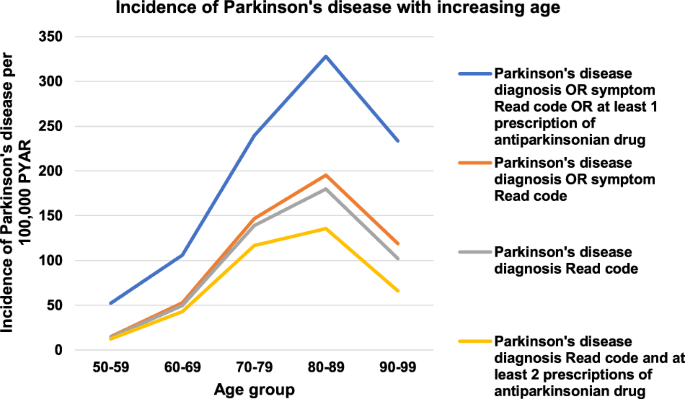 Incidence of Parkinson's disease with increasing age
Incidence of Parkinson's disease per
100,000 PYAR
350
300
250
200
150
100
50
0
50-59 60-69 70-79 80-89 90-99
Age group
Parkinson's disease
diagnosis OR symptom
Read code OR at least 1
prescription of
antiparkinsonian drug
Parkinson's disease
diagnosis OR symptom
Read code
Parkinson's disease
diagnosis Read code
Parkinson's disease
diagnosis Read code and at
least 2 prescriptions of
antiparkinsonian drug